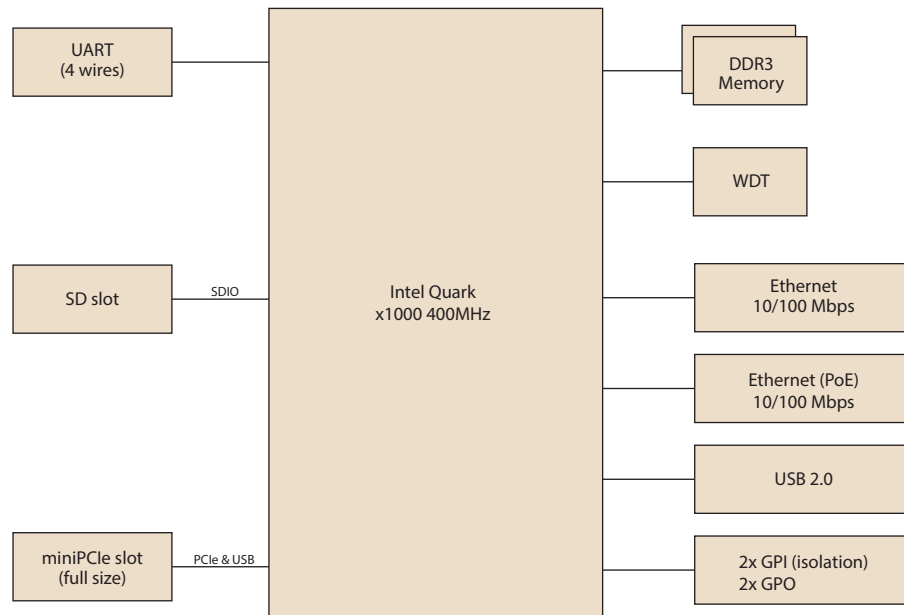 UART
(4 wires)
SD slot
SDIO
miniPCIe slot
(full size)
PCIe & USB
Intel Quark
x1000 400MHz
DDR3
Memory
WDT
Ethernet
10/100 Mbps
Ethernet (PoE)
10/100 Mbps
USB 2.0
2x GPI (isolation)
2x GPO